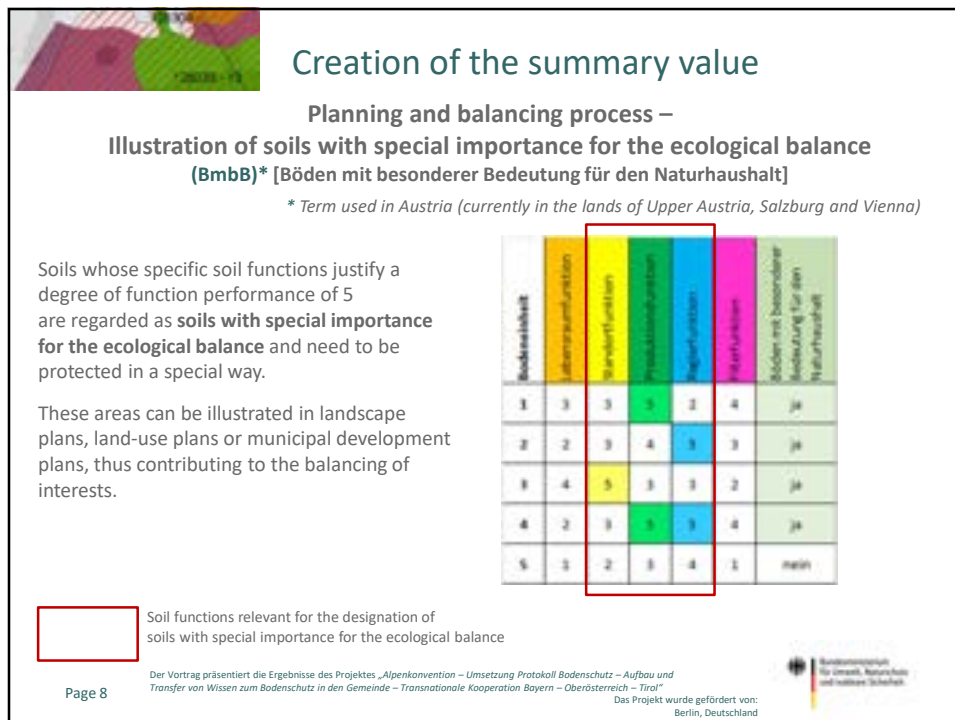 Creation of the summary value
Planning and balancing process –
Illustration of soils with special importance for the ecological balance
(BmbB)* [Böden mit besonderer Bedeutung für den Naturhaushalt]
* Term used in Austria (currently in the lands of Upper Austria, Salzburg and Vienna)
Soils whose specific soil functions justify a
degree of function performance of 5
are regarded as soils with special importance
for the ecological balance and need to be
protected in a special way.
These areas can be illustrated in landscape
plans, land-use plans or municipal development
plans, thus contributing to the balancing of
interests.
Bodeneinheit Lebensraumfunktion Standortfunktion Produktionsfunktion Reglerfunktion Filterfunktion Böden mit besonderer Bedeutung für den Naturhaushalt
1 3 3 5 2 4 ja
2 2 3 4 5 3 ja
3 4 5 3 3 2 ja
4 2 3 5 5 4 ja
5 1 2 3 4 1 nein
Soil functions relevant for the designation of
soils with special importance for the ecological balance
Page 8
Der Vortrag präsentiert die Ergebnisse des Projektes „Alpenkonvention – Umsetzung Protokoll Bodenschutz – Aufbau und
Transfer von Wissen zum Bodenschutz in den Gemeinde – Transnationale Kooperation Bayern – Oberösterreich – Tirol“
Das Projekt wurde gefördert von:
Berlin, Deutschland
Bundesministerium
für Umwelt, Naturschutz
und nukleare Sicherheit